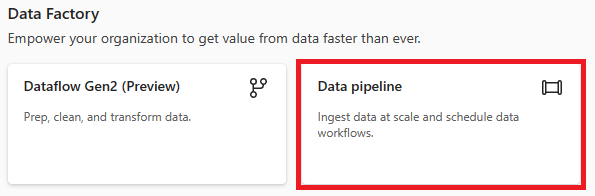 Data Factory
Empower your organization to get value from data faster than ever.
Dataflow Gen2 (Preview)
Prep, clean, and transform data.
Data pipeline
Ingest data at scale and schedule data
workflows.